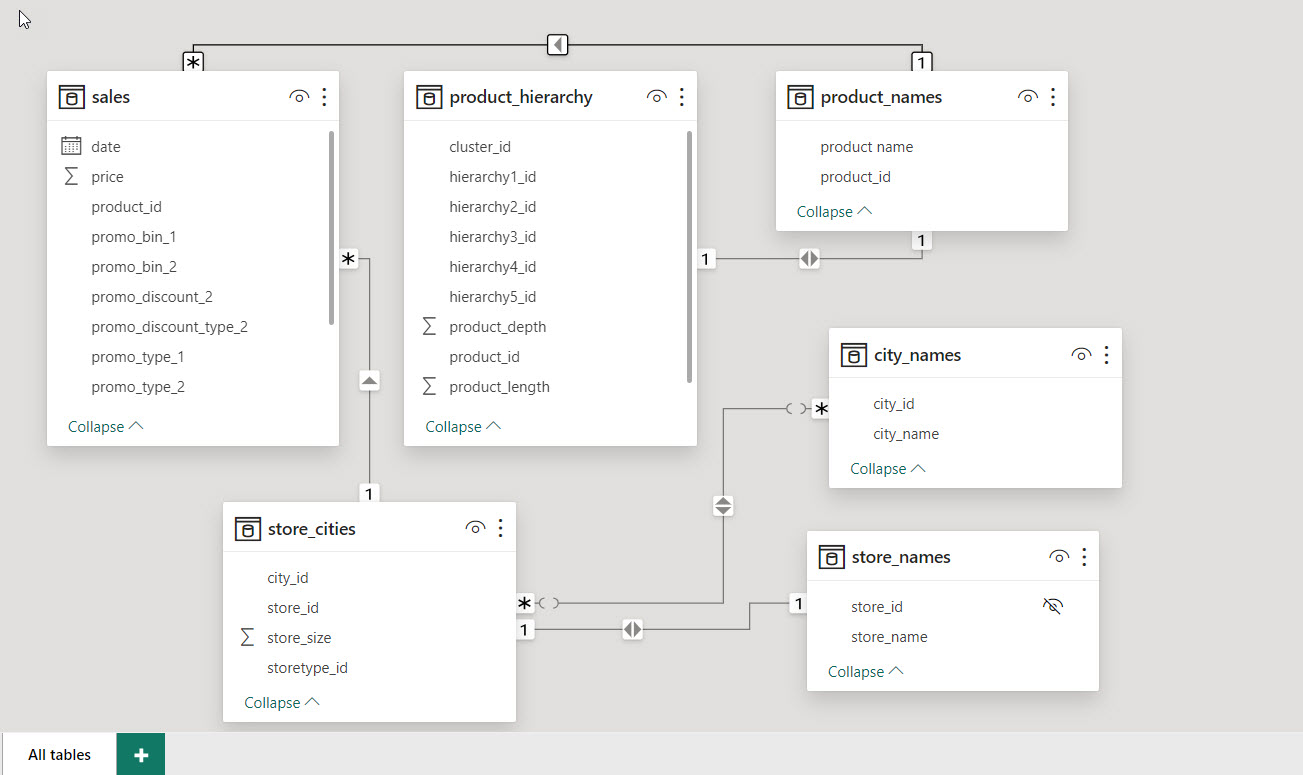 1
*
sales
date
price
product_id
promo_bin_1
promo_bin_2
promo_discount_2
promo_discount_type_2
promo_type_1
promo_type_2
Collapse
*
1
product_hierarchy
cluster_id
hierarchy1_id
hierarchy2_id
hierarchy3_id
hierarchy4_id
hierarchy5_id
product_depth
product_id
product_length
Collapse
1
product_names
product name
product_id
Collapse
1
city_names
city_id
city_name
Collapse
*
store_cities
city_id
store_id
store_size
storetype_id
Collapse
*
1
1
store_names
store_id
store_name
Collapse
All tables